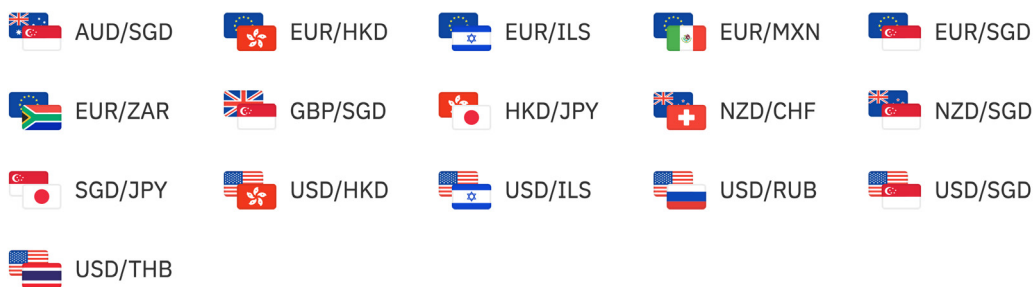 AUD/SGD EUR/HKD EUR/ILS EUR/MXN EUR/SGD
EUR/ZAR GBP/SGD HKD/JPY NZD/CHF NZD/SGD
SGD/JPY USD/HKD USD/ILS USD/RUB USD/SGD
USD/THB